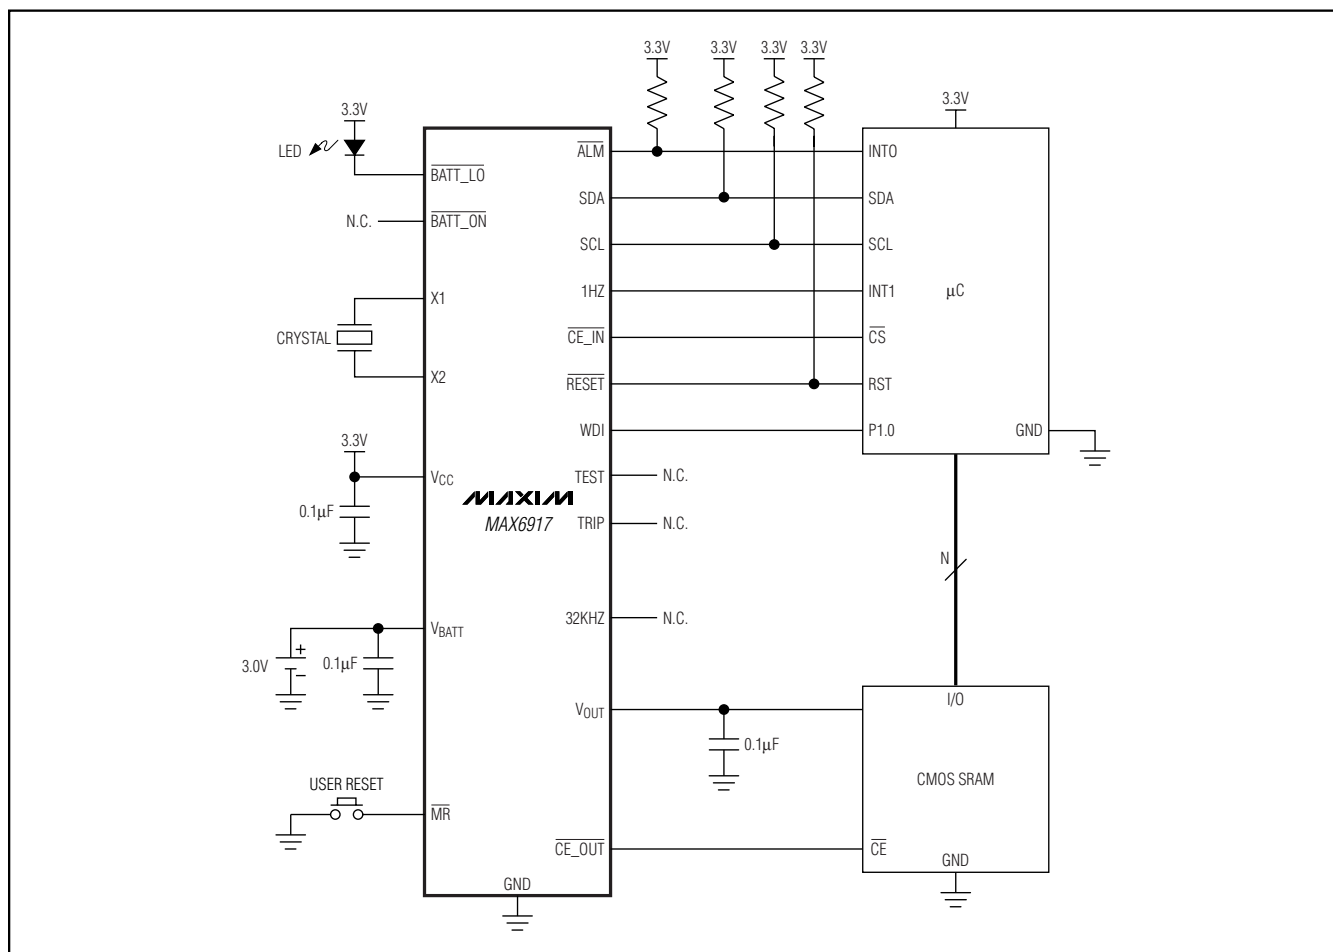 3.3V 3.3V 3.3V 3.3V
3.3V
3.3V
LED
ALM
INT0
BATT_LO
SDA
SDA
N.C.
BATT_ON
SCL
SCL
X1
1HZ
INT1
µC
CRYSTAL
CE_IN
CS
X2
RESET
RST
WDI
P1.0
GND
3.3V
VCC
TEST
N.C.
MAXIM
MAX6917
0.1µF
TRIP
N.C.
N
32KHZ
N.C.
VBATT
3.0V
+
–
0.1µF
I/O
VOUT
0.1µF
CMOS SRAM
USER RESET
MR
CE_OUT
CE
GND
GND